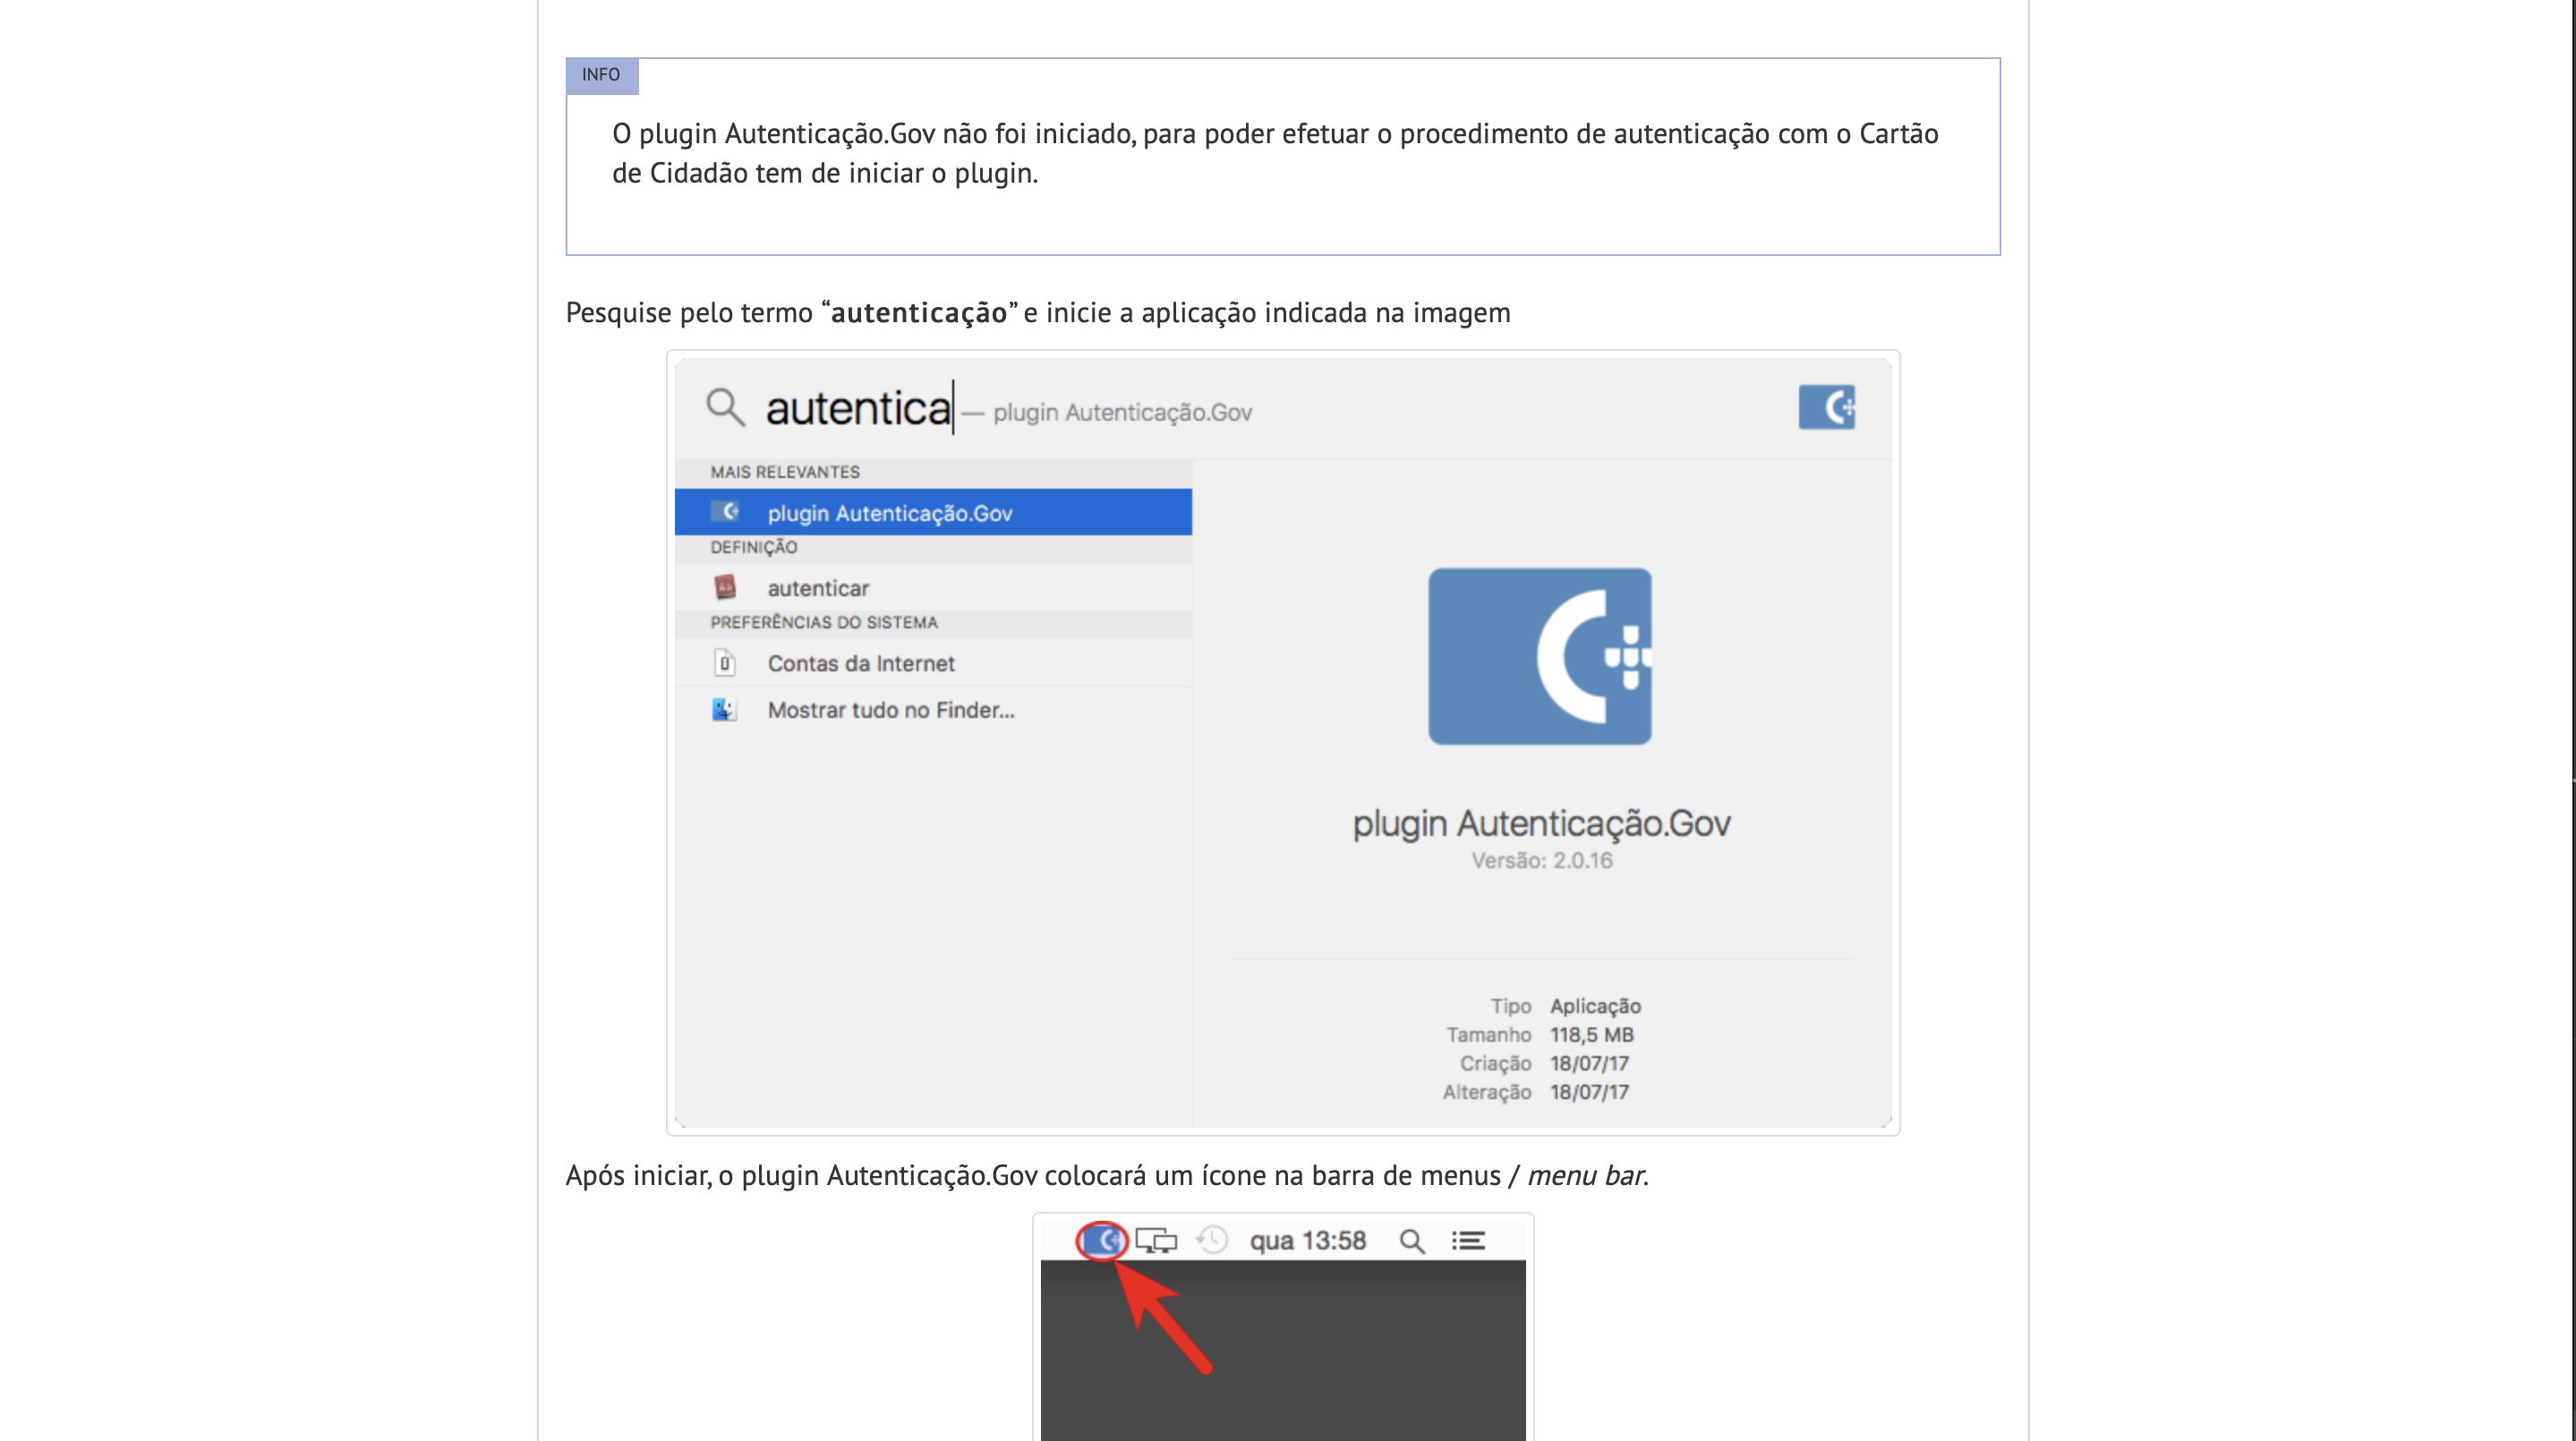 INFO
O plugin Autenticação.Gov não foi iniciado, para poder efetuar o procedimento de autenticação com o Cartão
de Cidadão tem de iniciar o plugin.
Pesquise pelo termo “autenticação” e inicie a aplicação indicada na imagem
autentica — plugin Autenticação.Gov
MAIS RELEVANTES
plugin Autenticação.Gov
DEFINIÇÃO
autenticar
PREFERÊNCIAS DO SISTEMA
Contas da Internet
Mostrar tudo no Finder...
plugin Autenticação.Gov
Versão: 2.0.16
Tipo Aplicação
Tamanho 118,5 MB
Criação 18/07/17
Alteração 18/07/17
Após iniciar, o plugin Autenticação.Gov colocará um ícone na barra de menus / menu bar.
qua 13:58